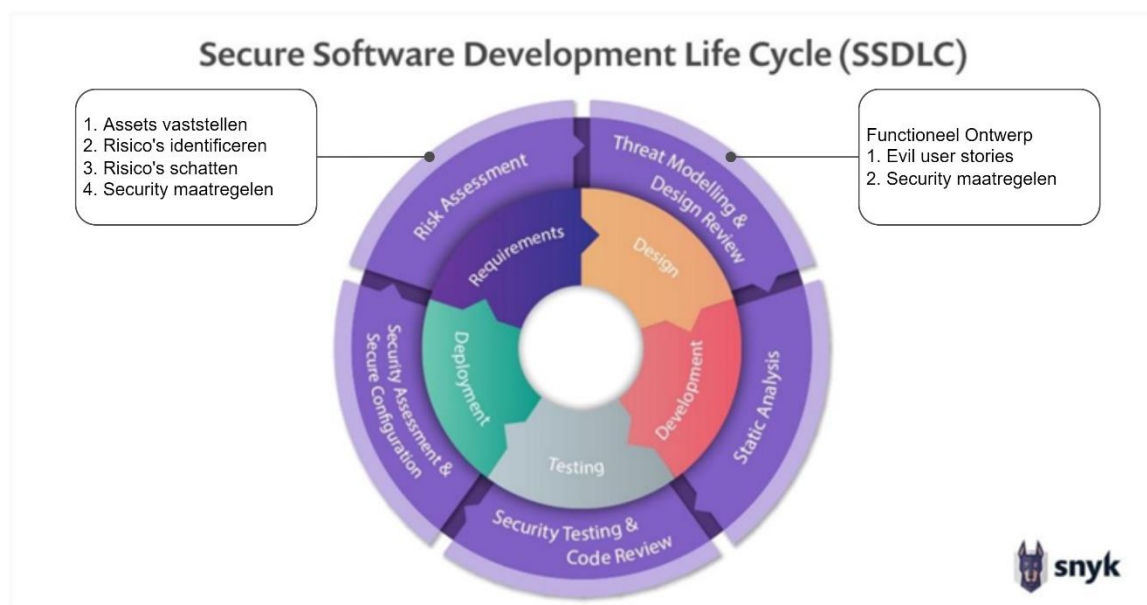 Secure Software Development Life Cycle (SSDLC)
1. Assets vaststellen
2. Risico's identificeren
3. Risico's schatten
4. Security maatregelen
Functioneel Ontwerp
1. Evil user stories
2. Security maatregelen
Risk Assessment
Threat Modelling &
Design Review
Requirements
Design
Security Assessment &
Secure Configuration
Deployment
Development
Static Analysis
Testing
Security Testing &
Code Review
snyk